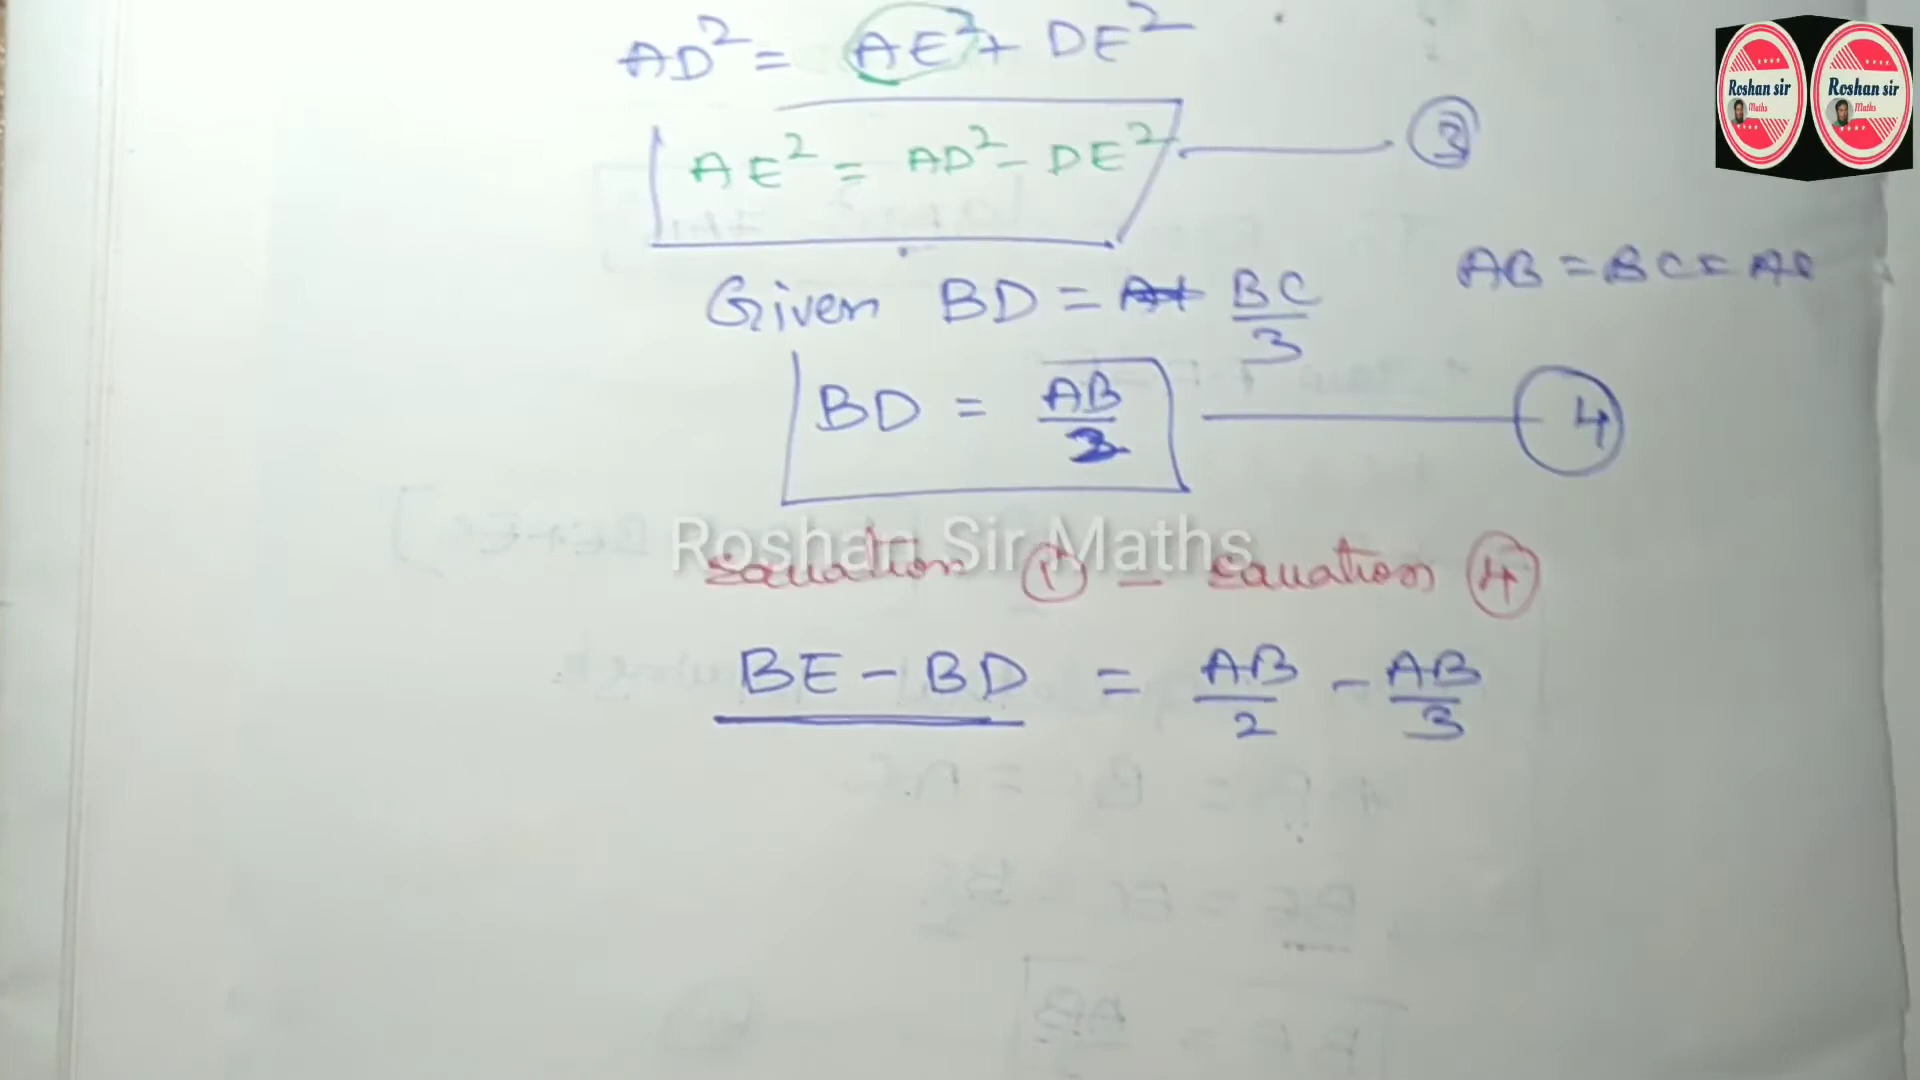 AD² = AE² + DE²
AE² = AD² - DE² ③
AB = BC = AC
Given BD = BC/3
BD = AB/3 ④
Roshan Sir Maths
Equation ① - Equation ④
BE - BD = AB/2 - AB/3
Roshan sir Maths
Roshan sir Maths